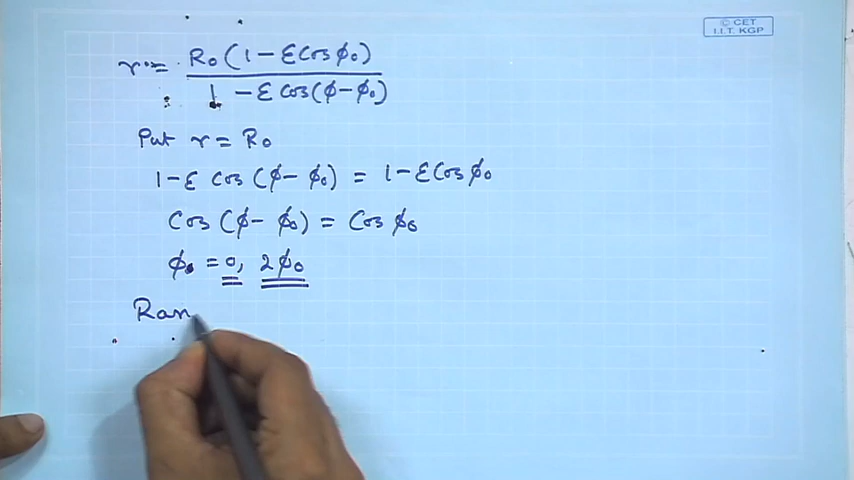 © CET
I.I.T. KGP
r = R₀(1 - ε Cos φ₀) / 1 - ε Cos(φ - φ₀)
Put r = R₀
1 - ε Cos(φ - φ₀) = 1 - ε Cos φ₀
Cos(φ - φ₀) = Cos φ₀
φ = 0, 2φ₀
Ran